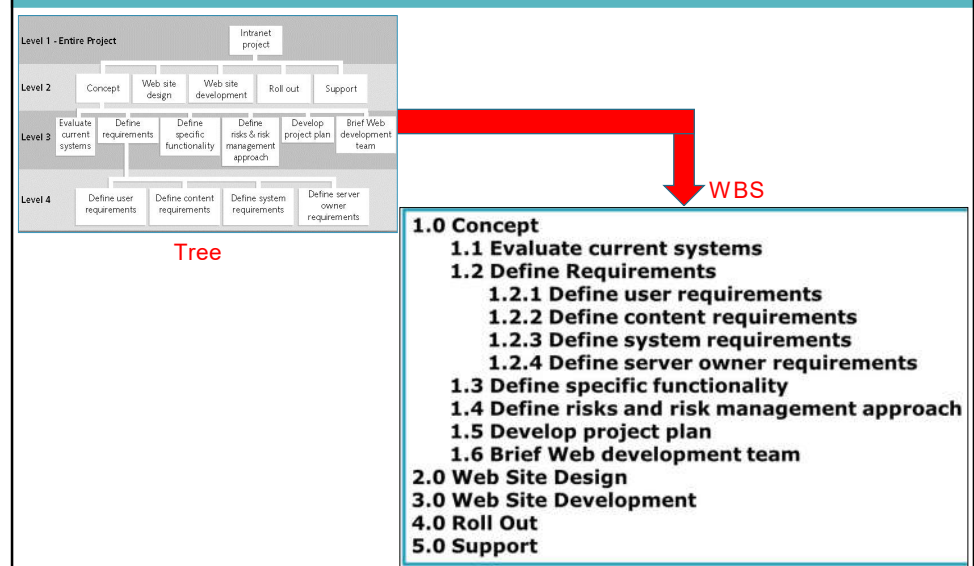 Level 1 - Entire Project
Intranet
project
Level 2
Concept
Web site
design
Web site
development
Roll out
Support
Level 3
Evaluate
current
systems
Define
requirements
Define
specific
functionality
Define
risks & risk
management
approach
Develop
project plan
Brief Web
development
team
Level 4
Define user
requirements
Define content
requirements
Define system
requirements
Define server
owner
requirements
Tree
WBS
1.0 Concept
1.1 Evaluate current systems
1.2 Define Requirements
1.2.1 Define user requirements
1.2.2 Define content requirements
1.2.3 Define system requirements
1.2.4 Define server owner requirements
1.3 Define specific functionality
1.4 Define risks and risk management approach
1.5 Develop project plan
1.6 Brief Web development team
2.0 Web Site Design
3.0 Web Site Development
4.0 Roll Out
5.0 Support